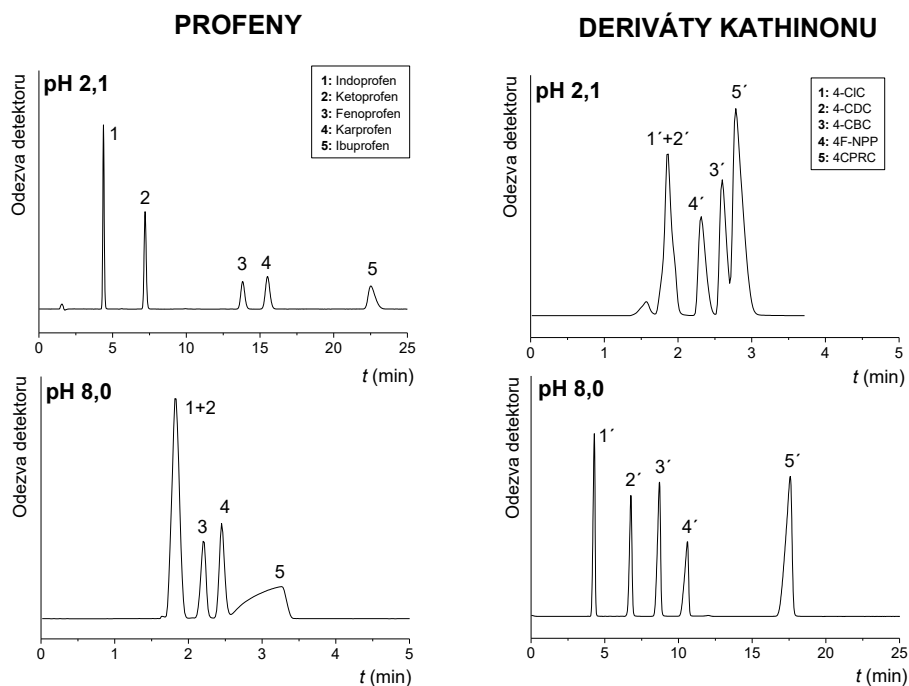 PROFENY
pH 2,1
1: Indoprofen
2: Ketoprofen
3: Fenoprofen
4: Karprofen
5: Ibuprofen
Odezva detektoru
1
2
3
4
5
0 5 10 15 20 25
t (min)
pH 8,0
Odezva detektoru
1+2
3
4
5
0 1 2 3 4 5
t (min)
DERIVÁTY KATHINONU
pH 2,1
1: 4-CIC
2: 4-CDC
3: 4-CBC
4: 4F-NPP
5: 4CPRC
Odezva detektoru
1´+2´
4´
3´
5´
0 1 2 3 4 5
t (min)
pH 8,0
Odezva detektoru
1´
2´
3´
4´
5´
0 5 10 15 20 25
t (min)